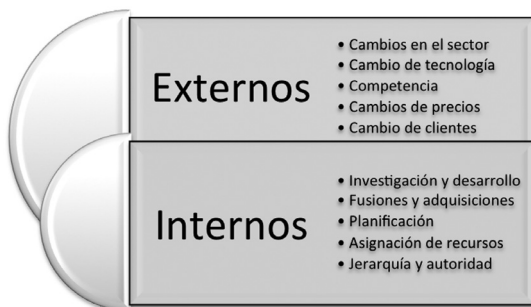 Externos
• Cambios en el sector
• Cambio de tecnología
• Competencia
• Cambios de precios
• Cambio de clientes
Internos
• Investigación y desarrollo
• Fusiones y adquisiciones
• Planificación
• Asignación de recursos
• Jerarquía y autoridad